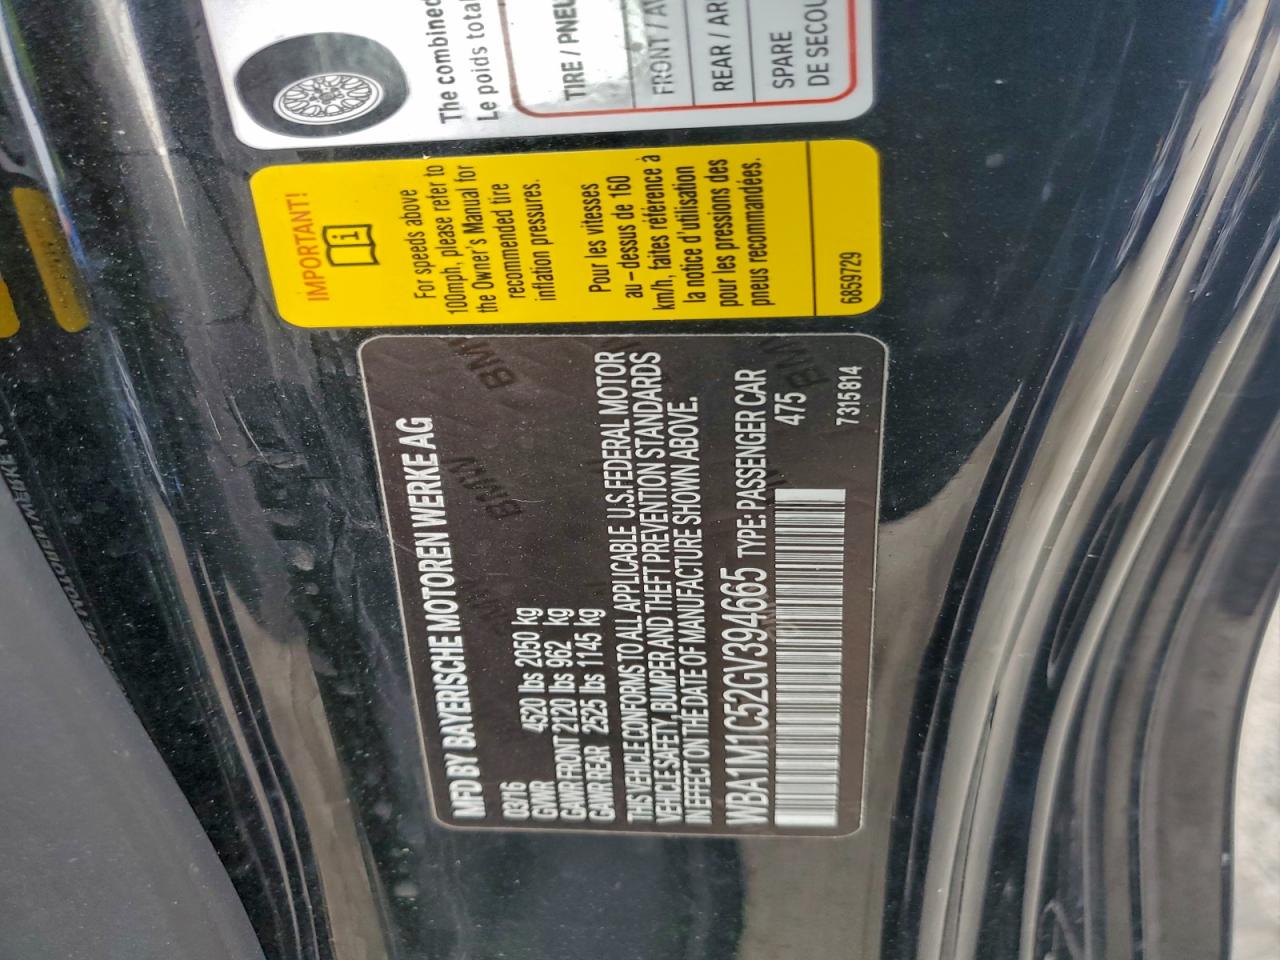 The combined
Le poids total
TIRE / PNEU
FRONT / AV
REAR / AR
SPARE
DE SECOU
IMPORTANT!
For speeds above
100mph, please refer to
the Owner's Manual for
recommended tire
inflation pressures.
Pour les vitesses
au-dessus de 160
km/h, faites référence à
la notice d'utilisation
pour les pressions des
pneus recommandées.
6859729
MFD BY BAYERISCHE MOTOREN WERKE AG
03/16
GVWR 4520 lbs 2050 kg
GAWR FRONT 2120 lbs 962 kg
GAWR REAR 2525 lbs 1145 kg
THIS VEHICLE CONFORMS TO ALL APPLICABLE U.S. FEDERAL MOTOR
VEHICLE SAFETY, BUMPER AND THEFT PREVENTION STANDARDS
IN EFFECT ON THE DATE OF MANUFACTURE SHOWN ABOVE.
WBA1M1C52GV394665 TYPE: PASSENGER CAR
475
7315814